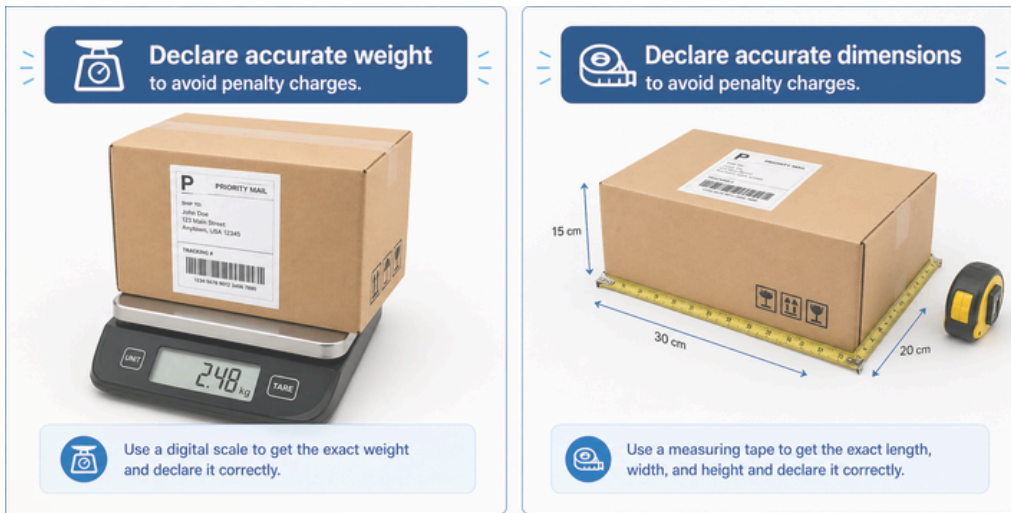 Declare accurate weight
to avoid penalty charges.
P PRIORITY MAIL
SHIP TO:
John Doe
123 Main Street
Anytown, USA 12345
TRACKING #
UNIT
2.48 kg
TARE
Use a digital scale to get the exact weight
and declare it correctly.
Declare accurate dimensions
to avoid penalty charges.
P PRIORITY MAIL
15 cm
30 cm
20 cm
Use a measuring tape to get the exact length,
width, and height and declare it correctly.